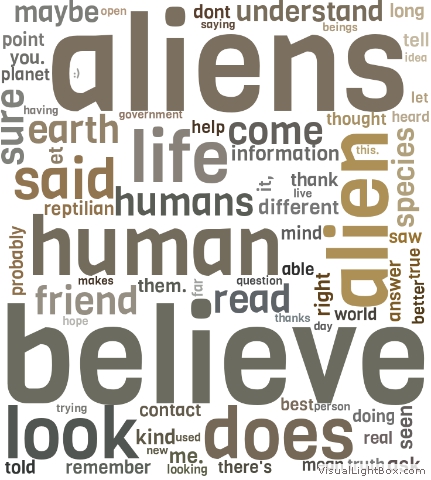 maybe open dont understand long
saying beings
point tell
you. aliens idea
planet :)
let
having government thought heard
sure earth help come
life information this.
et it, thank species
said live
reptilian humans different alien
human mind saw
probably able
makes them. question true
friend far read right answer
hope thanks world better
day
believe
trying contact best person
look does doing
kind used real seen
new me.
told remember looking there's mean truth ask
VisualLightBox.com